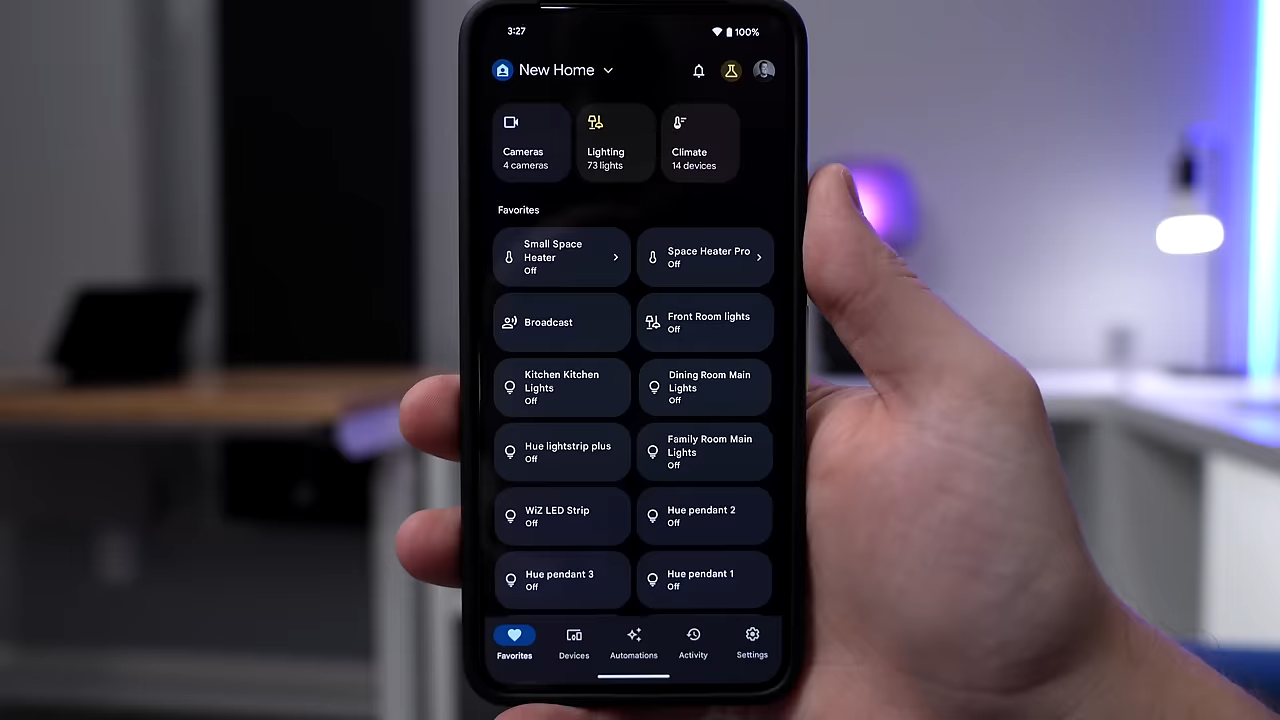 3:27
100%
New Home
Cameras
4 cameras
Lighting
73 lights
Climate
14 devices
Favorites
Small Space
Heater
Off
Space Heater Pro
Off
Broadcast
Front Room lights
Off
Kitchen Kitchen
Lights
Off
Dining Room Main
Lights
Off
Hue lightstrip plus
Off
Family Room Main
Lights
Off
WiZ LED Strip
Off
Hue pendant 2
Off
Hue pendant 3
Off
Hue pendant 1
Off
Favorites
Devices
Automations
Activity
Settings